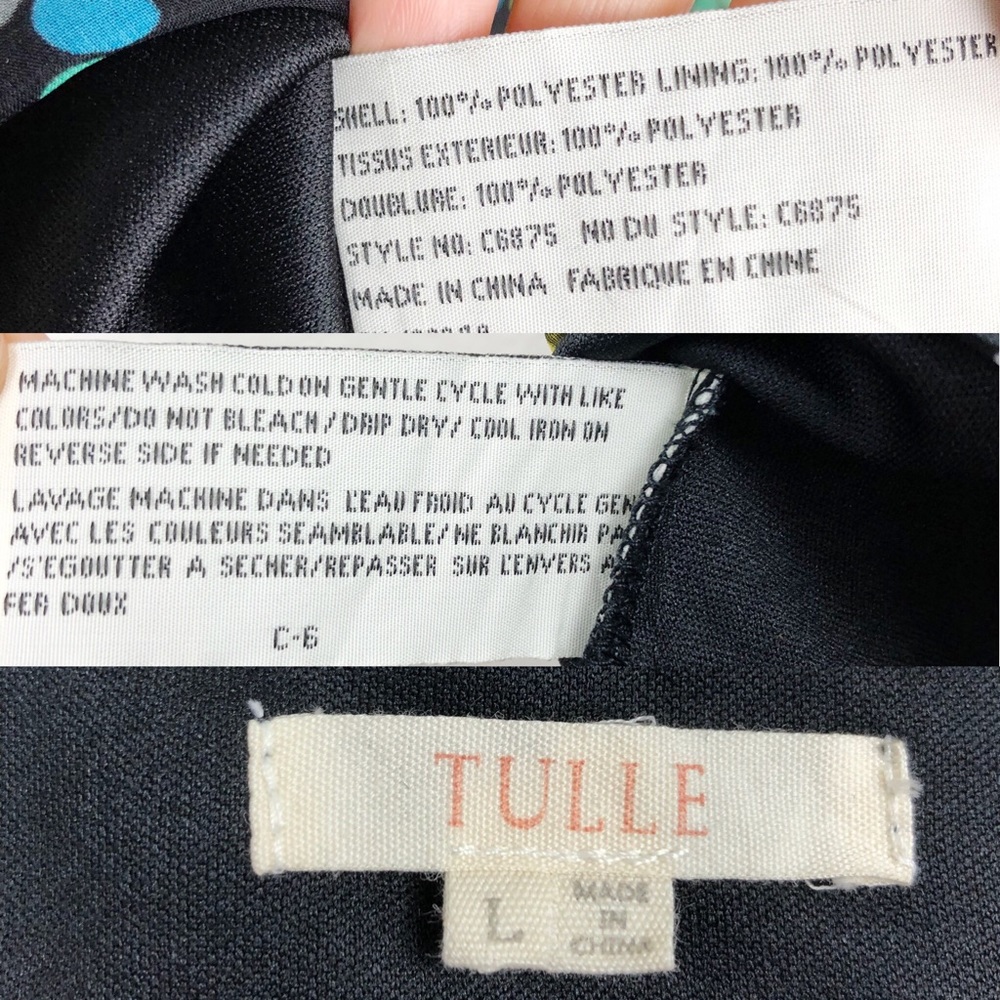 SHELL: 100% POLYESTER LINING: 100% POLYESTER
TISSUS EXTERIEUR: 100% POLYESTER
DOUBLURE: 100% POLYESTER
STYLE NO: C6875 NO DU STYLE: C6875
MADE IN CHINA FABRIQUE EN CHINE
MACHINE WASH COLD ON GENTLE CYCLE WITH LIKE
COLORS/DO NOT BLEACH/DRIP DRY/ COOL IRON ON
REVERSE SIDE IF NEEDED
LAVAGE MACHINE DANS L'EAU FROID AU CYCLE GEN
AVEC LES COULEURS SEAMBLABLE/NE BLANCHIR PA
/S'EGOUTTER A SECHER/REPASSER SUR L'ENVERS A
FER DOUX
C-6
TULLE
L
MADE
IN
CHINA